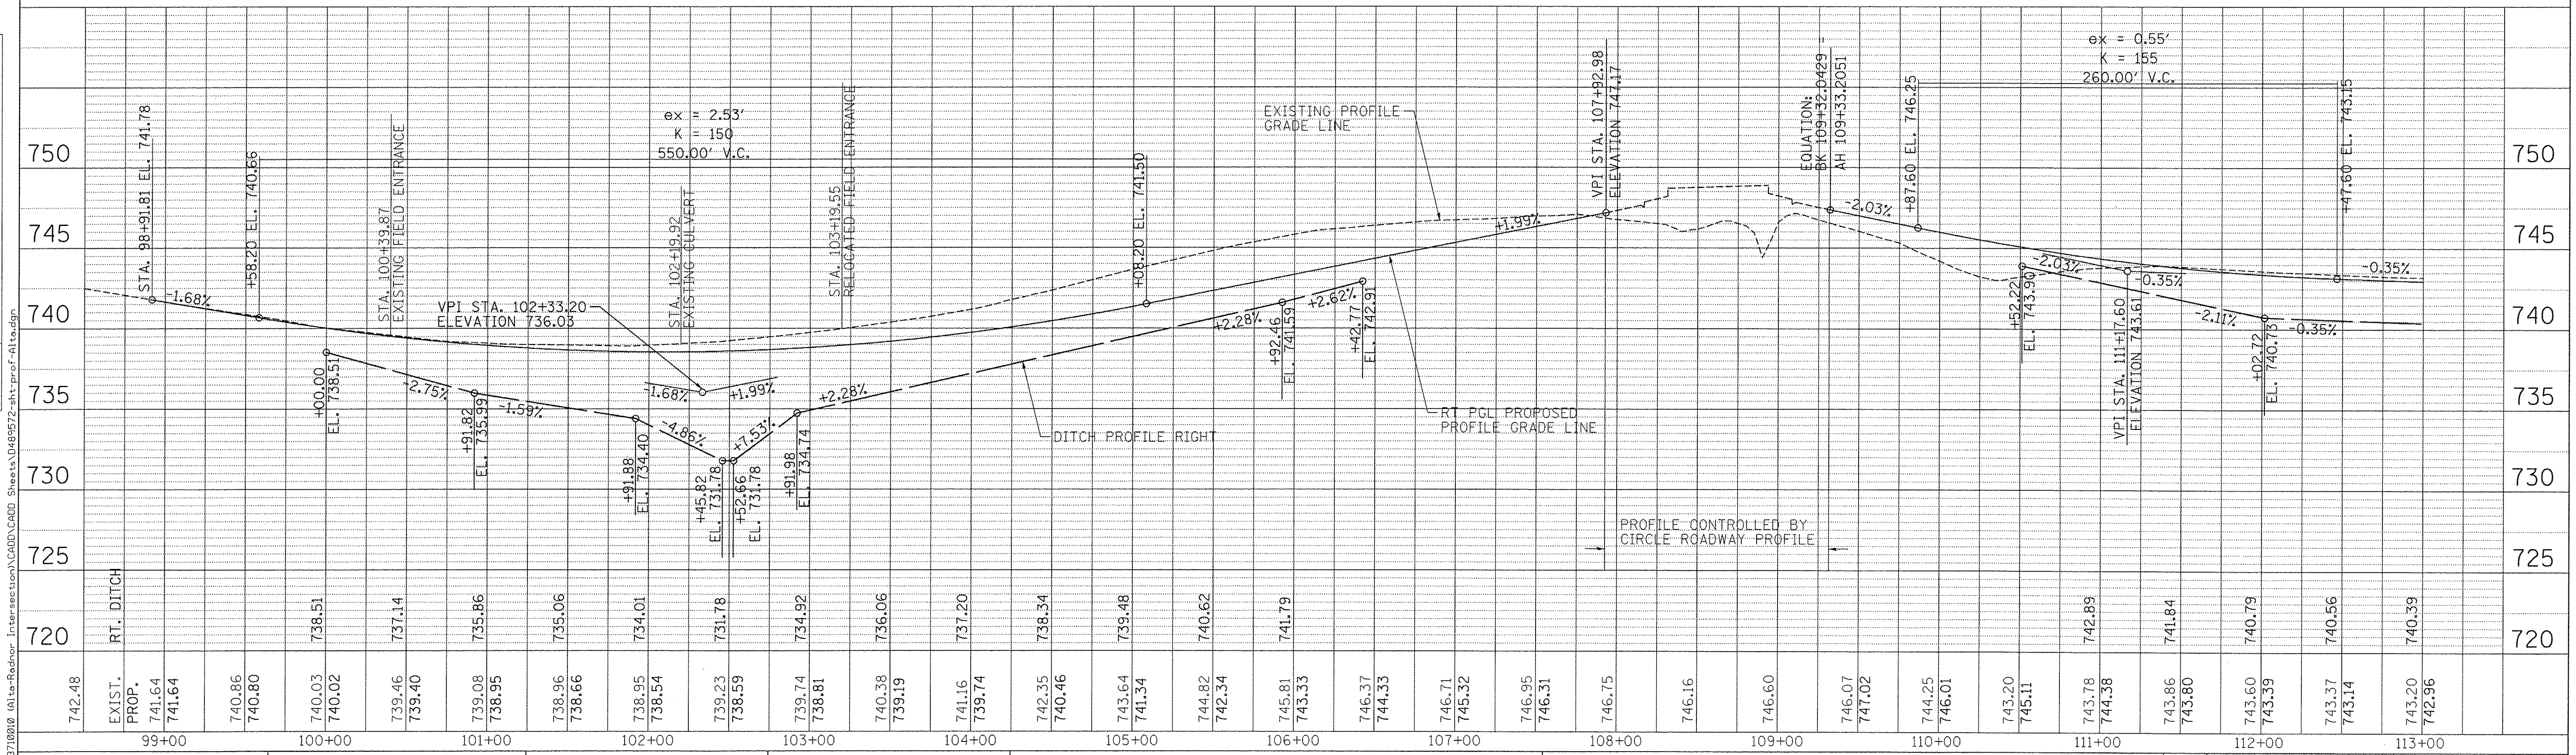 ex = 0.55'
K = 155
260.00' V.C.
ex = 2.53'
K = 150
550.00' V.C.
STA. 98+91.81 EL. 741.78
+58.20 EL. 740.66
STA. 100+39.87
EXISTING FIELD ENTRANCE
STA. 102+19.92
EXISTING CULVERT
STA. 103+19.55
RELOCATED FIELD ENTRANCE
+08.20 EL. 741.50
EXISTING PROFILE
GRADE LINE
VPI STA. 107+92.98
ELEVATION 747.17
EQUATION:
BK 109+32.0429 =
AH 109+33.2051
+87.60 EL. 746.25
+47.60 EL. 743.15
750
750
745
745
740
740
735
735
730
730
725
725
720
720
-1.68%
VPI STA. 102+33.20
ELEVATION 736.03
-1.68%
+1.99%
+1.99%
-2.03%
-2.03%
-0.35%
-0.35%
+00.00
EL. 738.51
-2.75%
+91.82
EL. 735.99
-1.59%
+91.88
EL. 734.40
-4.86%
+45.82
EL. 731.78
+52.66
EL. 731.78
+7.53%
+91.98
EL. 734.74
+2.28%
DITCH PROFILE RIGHT
+2.28%
+92.46
EL. 741.59
+2.62%
+42.77
EL. 742.91
RT PGL PROPOSED
PROFILE GRADE LINE
PROFILE CONTROLLED BY
CIRCLE ROADWAY PROFILE
+52.22
EL. 743.96
VPI STA. 111+17.60
ELEVATION 743.61
-2.11%
+02.72
EL. 740.73
-0.35%
RT. DITCH
738.51
737.14
735.86
735.06
734.01
731.78
734.92
736.06
737.20
738.34
739.48
740.62
741.79
742.89
741.84
740.79
740.56
740.39
EXIST.
PROP.
742.48
741.64
741.64
740.86
740.80
740.03
740.02
739.46
739.40
739.08
738.95
738.96
738.66
738.95
738.54
739.23
738.59
739.74
738.81
740.38
739.19
741.16
739.74
742.35
740.46
743.64
741.34
744.82
742.34
745.81
743.33
746.37
744.33
746.71
745.32
746.95
746.31
746.75
746.16
746.60
746.07
747.02
744.25
746.01
743.20
745.11
743.78
744.38
743.86
743.80
743.60
743.39
743.37
743.14
743.20
742.96
99+00
100+00
101+00
102+00
103+00
104+00
105+00
106+00
107+00
108+00
109+00
110+00
111+00
112+00
113+00
3710010 (Alta-Radnor Intersection)\CADD\CADD Sheets\D489572-sht-prof-Alta.dgn